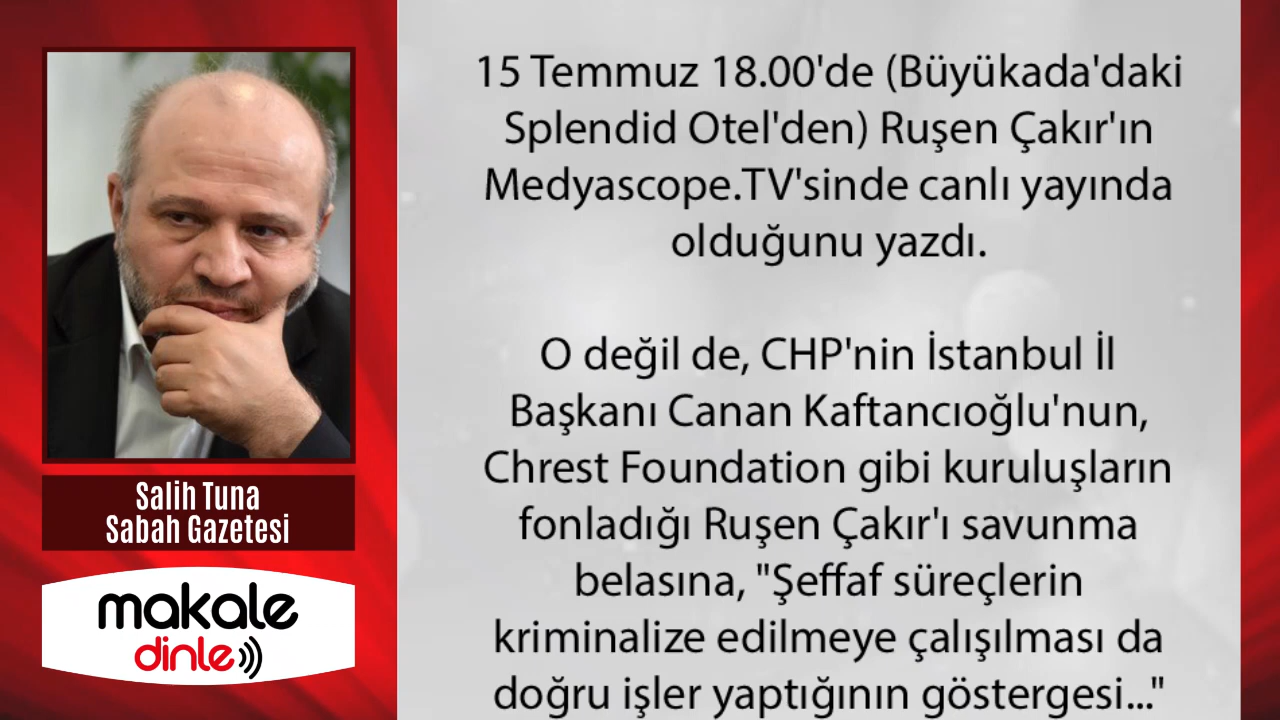 15 Temmuz 18.00'de (Büyükada'daki
Splendid Otel'den) Ruşen Çakır'ın
Medyascope.TV'sinde canlı yayında
olduğunu yazdı.
O değil de, CHP'nin İstanbul İl
Başkanı Canan Kaftancıoğlu'nun,
Chrest Foundation gibi kuruluşların
fonladığı Ruşen Çakır'ı savunma
belasına, "Şeffaf süreçlerin
kriminalize edilmeye çalışılması da
doğru işler yaptığının göstergesi..."
Salih Tuna
Sabah Gazetesi
makale
dinle